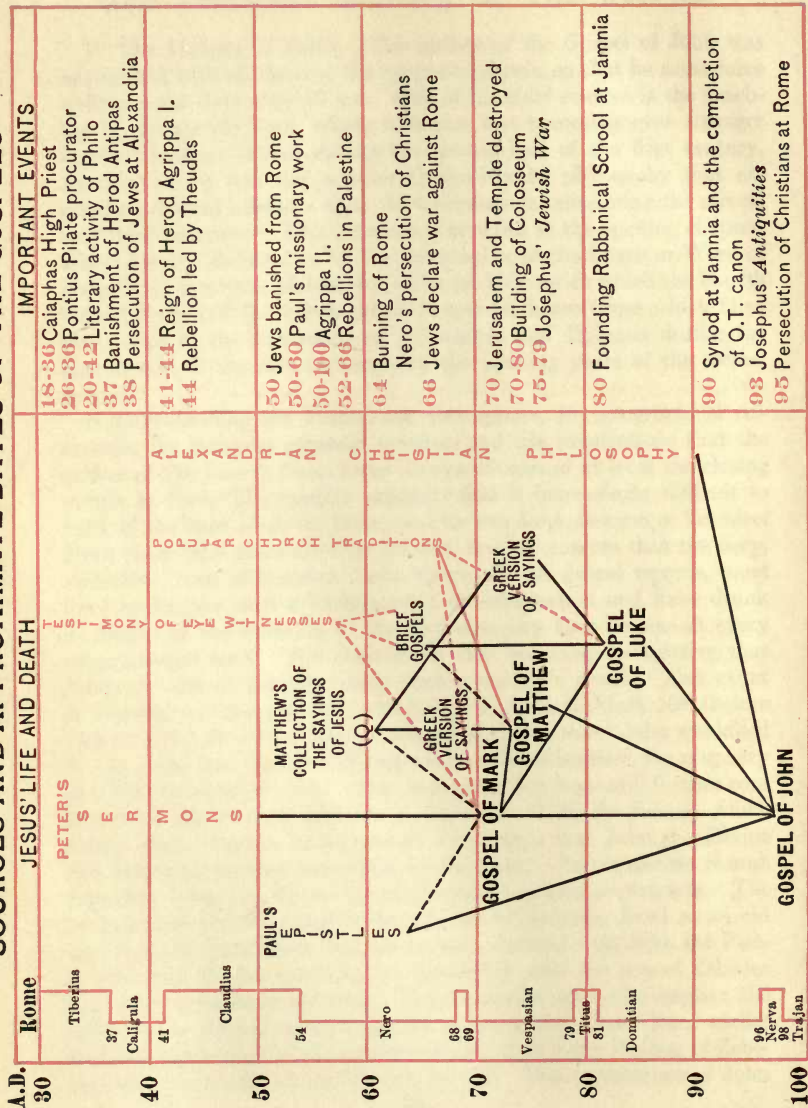 SOURCES AND APPROXIMATE DATES OF THE GOSPELS
A.D.
Rome
JESUS' LIFE AND DEATH
IMPORTANT EVENTS
30
40
50
60
70
80
90
100
Tiberius
37
Caligula
41
Claudius
54
Nero
68
69
Vespasian
79
Titus
81
Domitian
96
Nerva
98
Trajan
PAUL'S
EPISTLES
PETER'S
SERMONS
TESTIMONY OF EYEWITNESSES
POPULAR CHURCH TRADITIONS
ALEXANDRIAN CHRISTIAN PHILOSOPHY
MATTHEW'S
COLLECTION OF
THE SAYINGS
OF JESUS
(Q)
BRIEF
GOSPELS
GREEK
VERSION
OF SAYINGS
GREEK
VERSION
OF SAYINGS
GOSPEL OF MARK
GOSPEL OF
MATTHEW
GOSPEL
OF LUKE
GOSPEL OF JOHN
18-36 Caiaphas High Priest
26-36 Pontius Pilate procurator
20-42 Literary activity of Philo
37 Banishment of Herod Antipas
38 Persecution of Jews at Alexandria
41-44 Reign of Herod Agrippa I.
44 Rebellion led by Theudas
50 Jews banished from Rome
50-60 Paul's missionary work
50-100 Agrippa II.
52-66 Rebellions in Palestine
64 Burning of Rome
Nero's persecution of Christians
66 Jews declare war against Rome
70 Jerusalem and Temple destroyed
70-80 Building of Colosseum
75-79 Josephus' Jewish War
80 Founding Rabbinical School at Jamnia
90 Synod at Jamnia and the completion
of O.T. canon
93 Josephus' Antiquities
95 Persecution of Christians at Rome